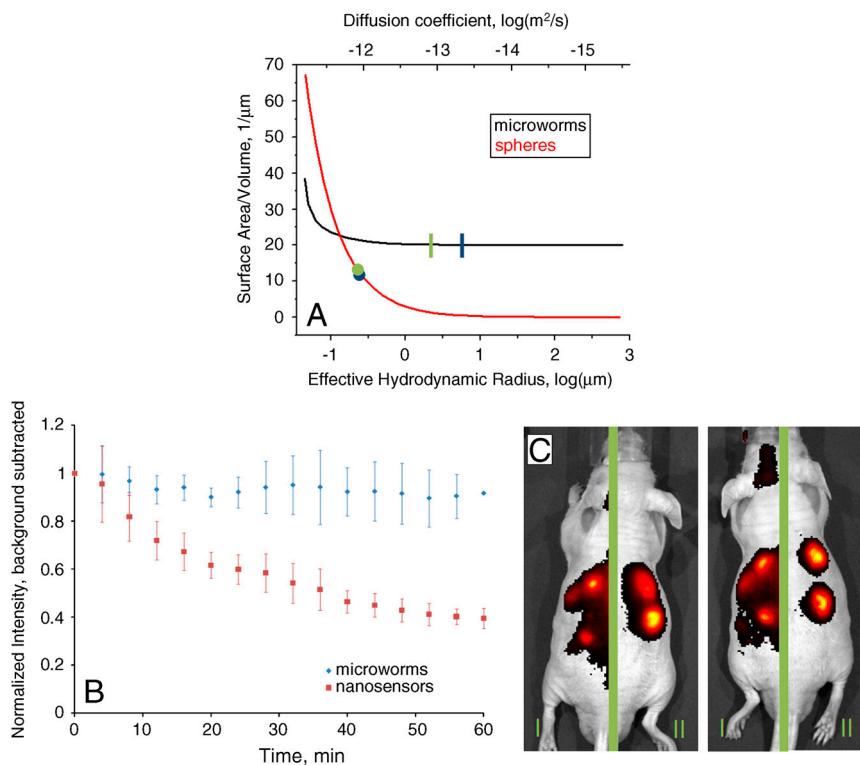 Diffusion coefficient, log(m²/s)
-12 -13 -14 -15
70
60
50
40
30
20
10
0
Surface Area/Volume, 1/μm
microworms
spheres
A
-1 0 1 2 3
Effective Hydrodynamic Radius, log(μm)
1.2
1
0.8
0.6
0.4
0.2
0
Normalized Intensity, background subtracted
microworms
nanosensors
B
0 10 20 30 40 50 60
Time, min
C
I II I II